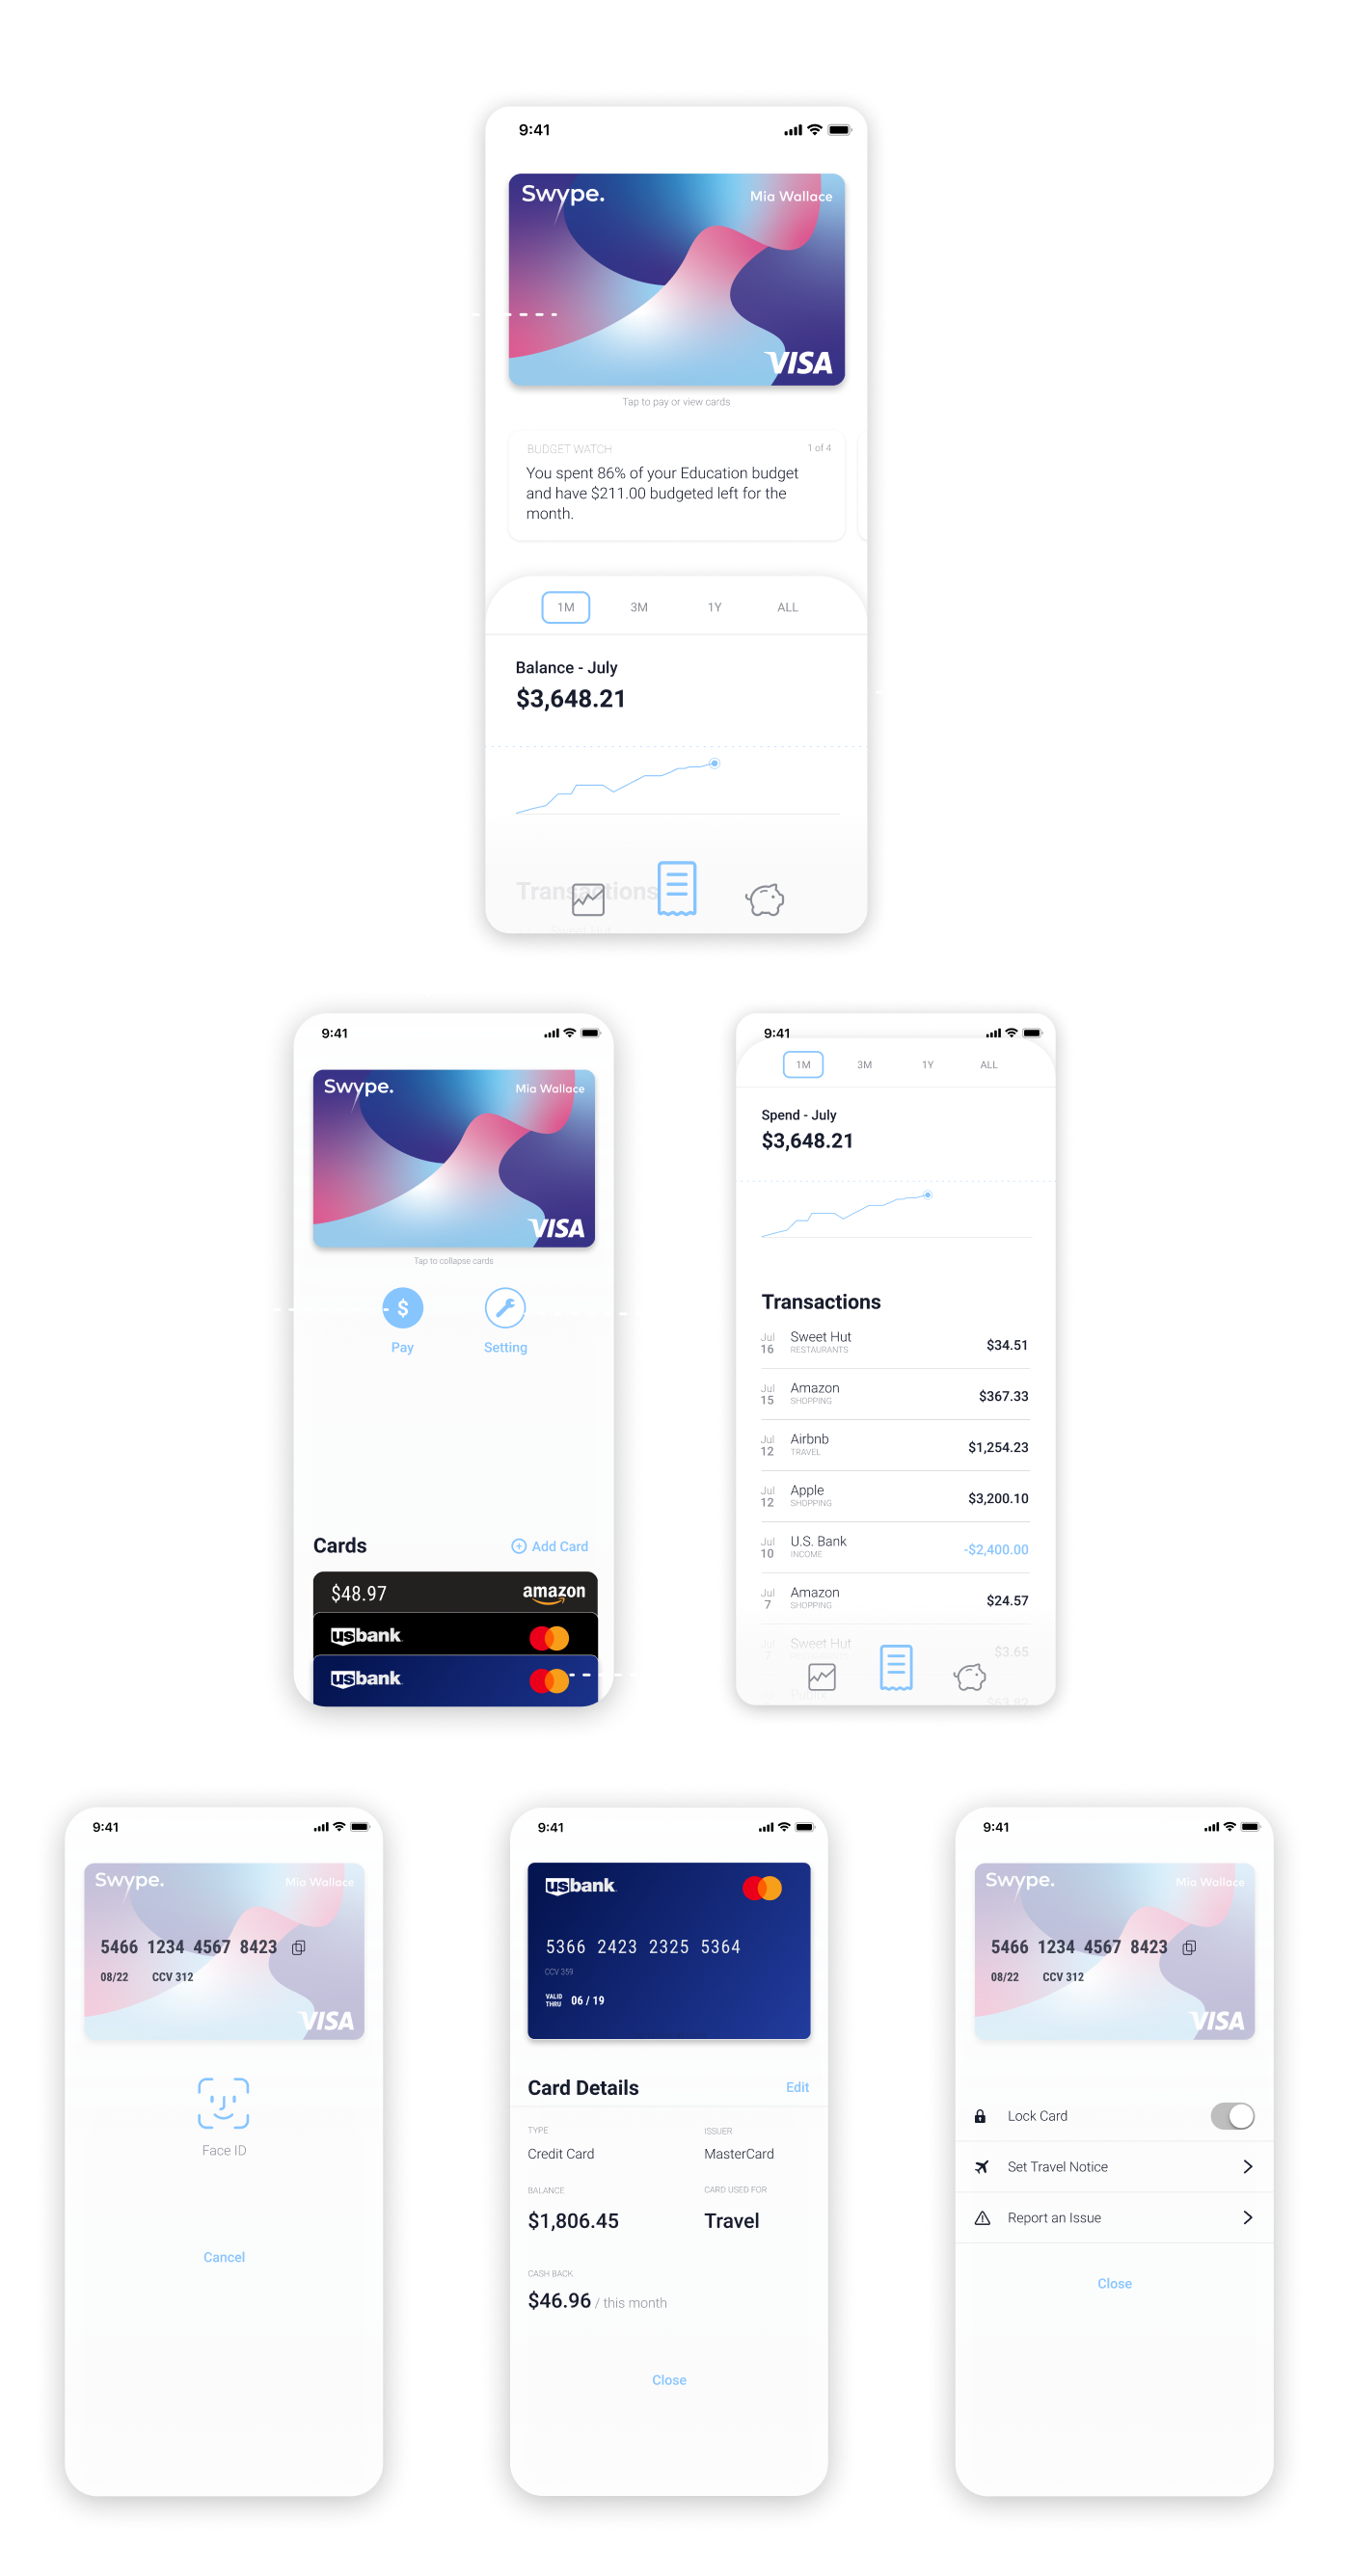 9:41
Swype.
Mia Wallace
VISA
Tap to pay or view cards
BUDGET WATCH
1 of 4
You spent 86% of your Education budget
and have $211.00 budgeted left for the
month.
1M 3M 1Y ALL
Balance - July
$3,648.21
Transactions
Sweet Hut
9:41
Swype.
Mia Wallace
VISA
Tap to collapse cards
$
Pay
Setting
Cards
Add Card
$48.97
amazon
usbank
usbank
9:41
1M 3M 1Y ALL
Spend - July
$3,648.21
Transactions
Jul 16
Sweet Hut
RESTAURANTS
$34.51
Jul 15
Amazon
SHOPPING
$367.33
Jul 12
Airbnb
TRAVEL
$1,254.23
Jul 12
Apple
SHOPPING
$3,200.10
Jul 10
U.S. Bank
INCOME
-$2,400.00
Jul 7
Amazon
SHOPPING
$24.57
Jul 7
Sweet Hut
$3.65
Publix
$63.82
9:41
Swype.
Mia Wallace
5466 1234 4567 8423
08/22 CCV 312
VISA
Face ID
Cancel
9:41
usbank
5366 2423 2325 5364
CCV 359
VALID THRU 06 / 19
Card Details
Edit
TYPE
Credit Card
ISSUER
MasterCard
BALANCE
$1,806.45
CARD USED FOR
Travel
CASH BACK
$46.96 / this month
Close
9:41
Swype.
Mia Wallace
5466 1234 4567 8423
08/22 CCV 312
VISA
Lock Card
Set Travel Notice
Report an Issue
Close